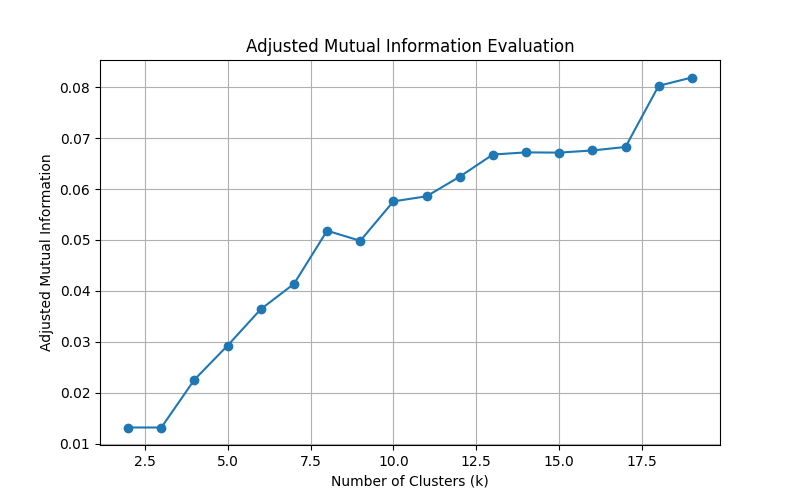 Adjusted Mutual Information Evaluation
Adjusted Mutual Information
0.08
0.07
0.06
0.05
0.04
0.03
0.02
0.01
2.5 5.0 7.5 10.0 12.5 15.0 17.5
Number of Clusters (k)